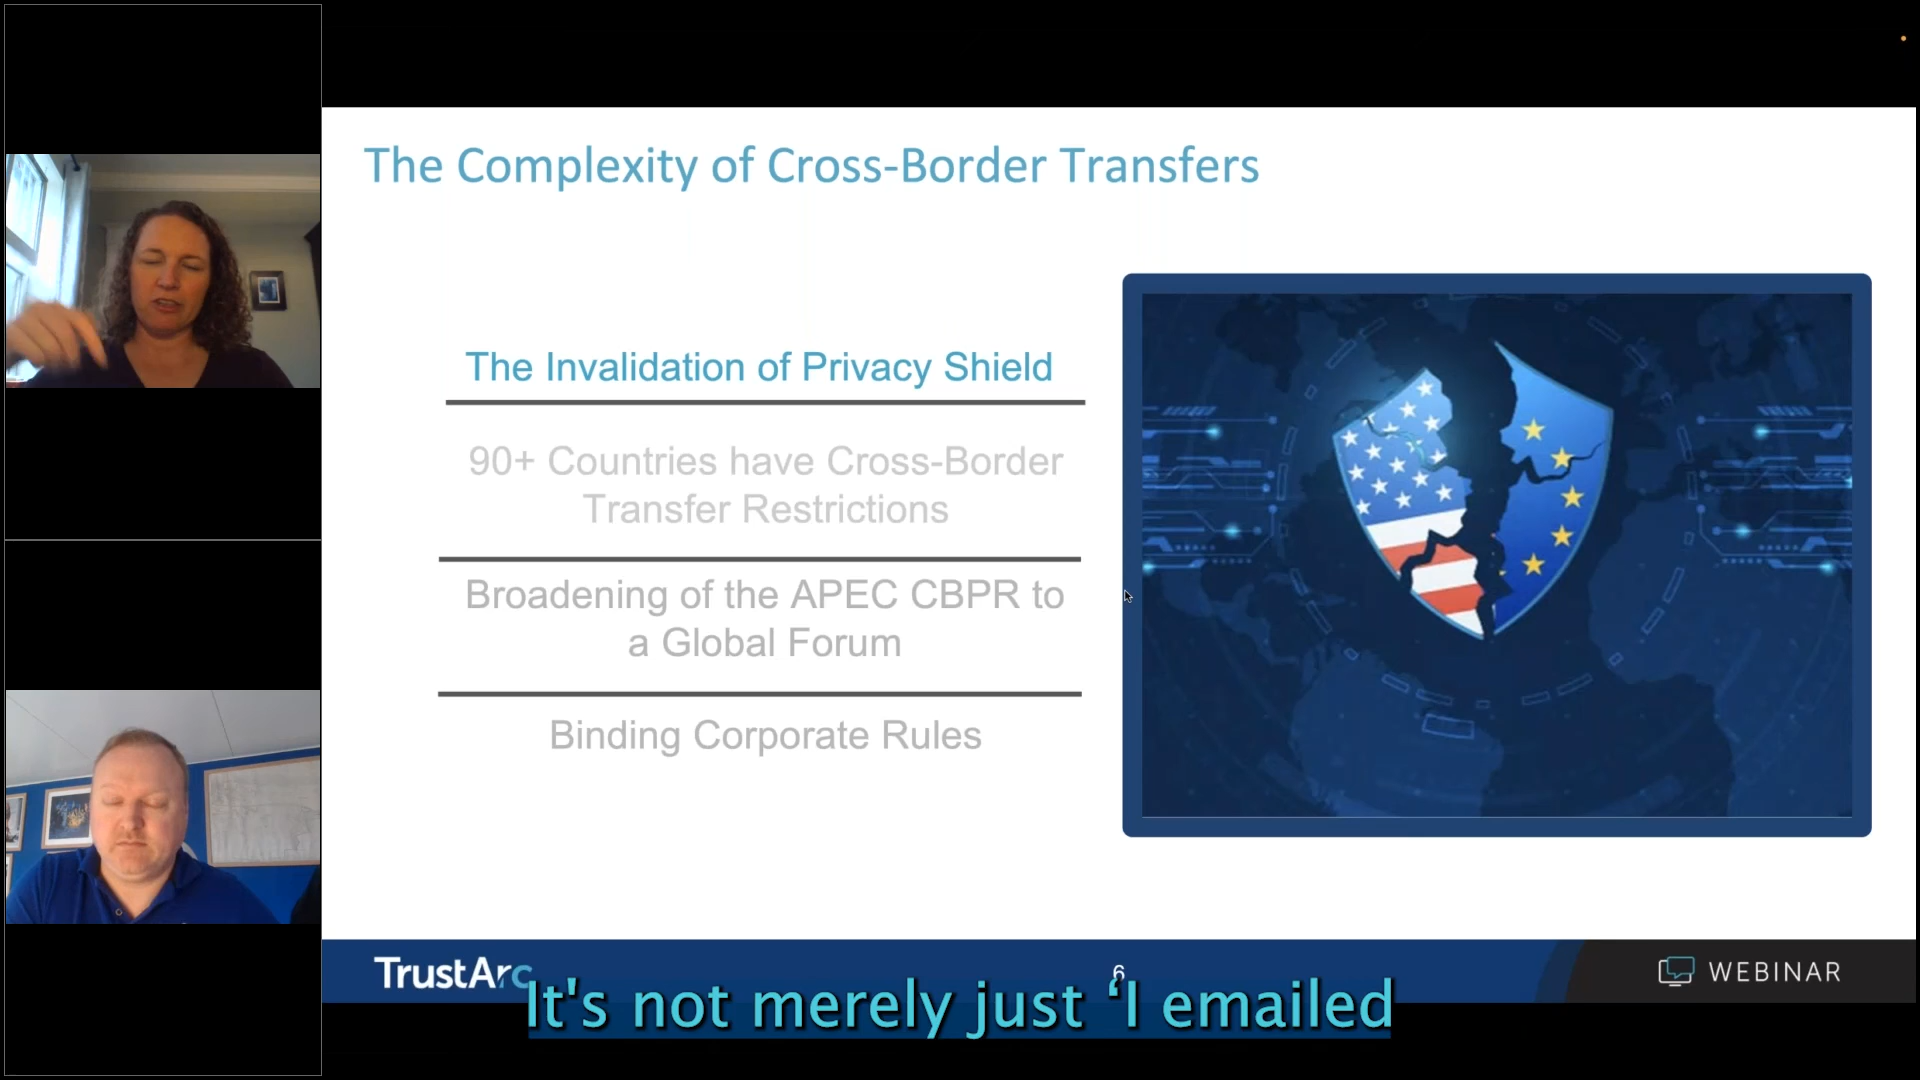 The Complexity of Cross-Border Transfers
The Invalidation of Privacy Shield
90+ Countries have Cross-Border
Transfer Restrictions
Broadening of the APEC CBPR to
a Global Forum
Binding Corporate Rules
TrustArc
6
WEBINAR
It's not merely just ‘I emailed